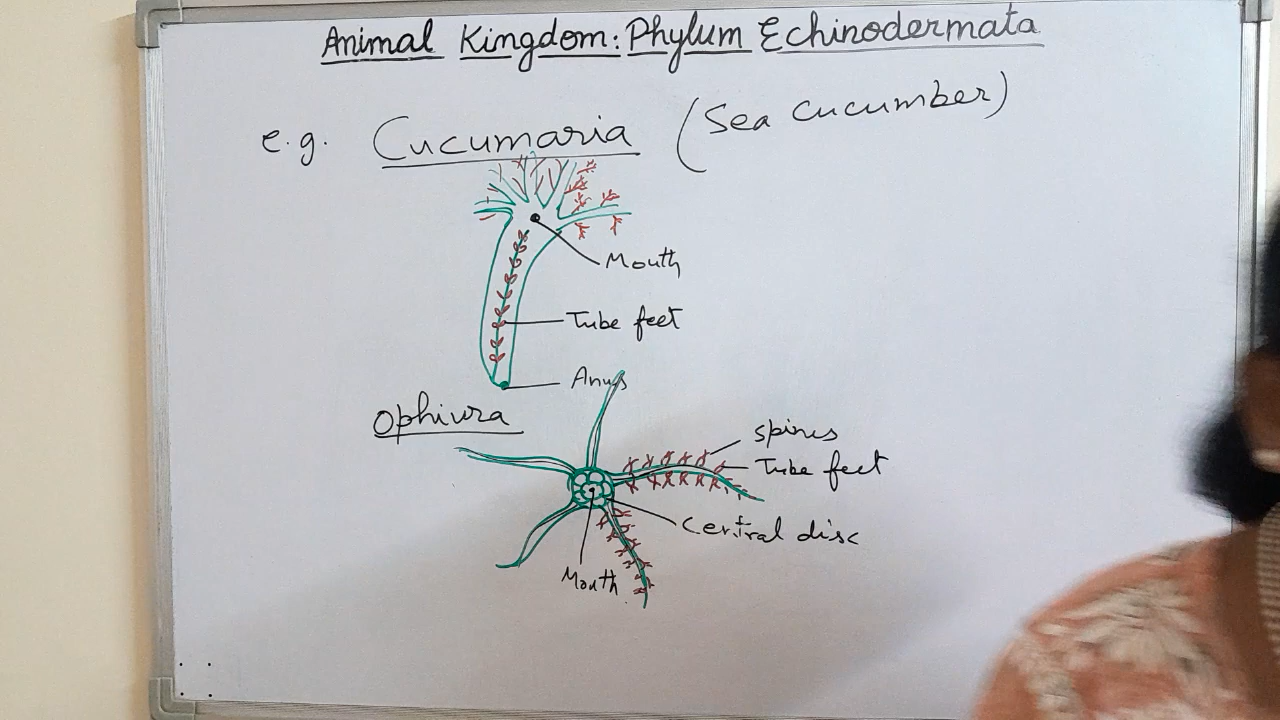 Animal Kingdom: Phylum Echinodermata
e.g. Cucumaria (Sea cucumber)
Mouth
Tube feet
Anus
Ophiura
Spines
Tube feet
Central disc
Mouth